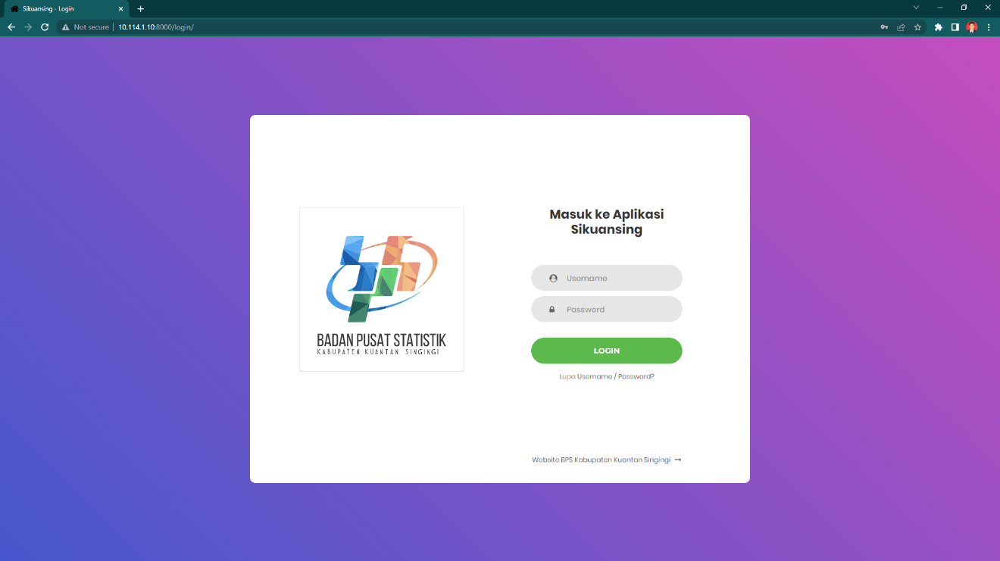 Sikuansing - Login
Not secure
10.114.1.10:8000/login/
BADAN PUSAT STATISTIK
KABUPATEN KUANTAN SINGINGI
Masuk ke Aplikasi
Sikuansing
Username
Password
LOGIN
Lupa Username / Password?
Website BPS Kabupaten Kuantan Singingi →